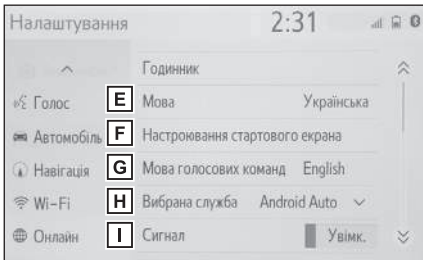 Налаштування 2:31
Годинник
Голос E Мова Українська
Автомобіль F Настроювання стартового екрана
Навігація G Мова голосових команд English
Wi-Fi H Вибрана служба Android Auto
Онлайн I Сигнал Увімк.